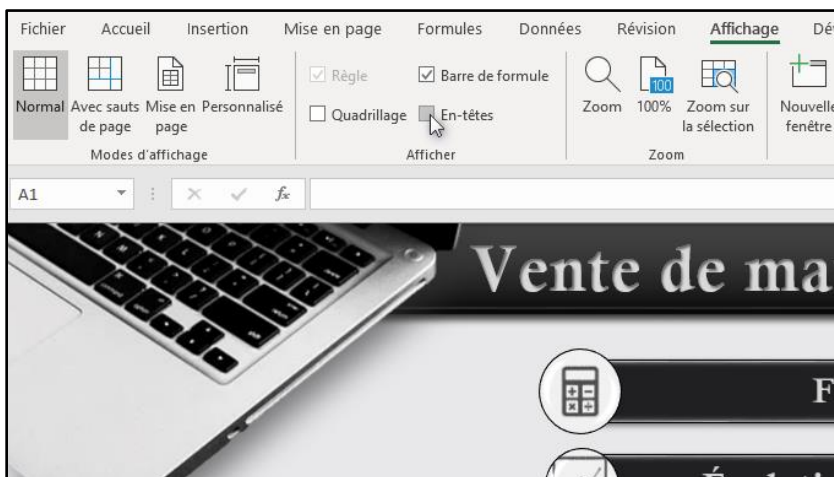 Fichier Accueil Insertion Mise en page Formules Données Révision Affichage Dé
Règle Barre de formule
100
Normal Avec sauts de page Mise en page Personnalisé Quadrillage En-têtes Zoom 100% Zoom sur la sélection Nouvelle fenêtre
Modes d'affichage Afficher Zoom
A1 fx
Vente de ma
F